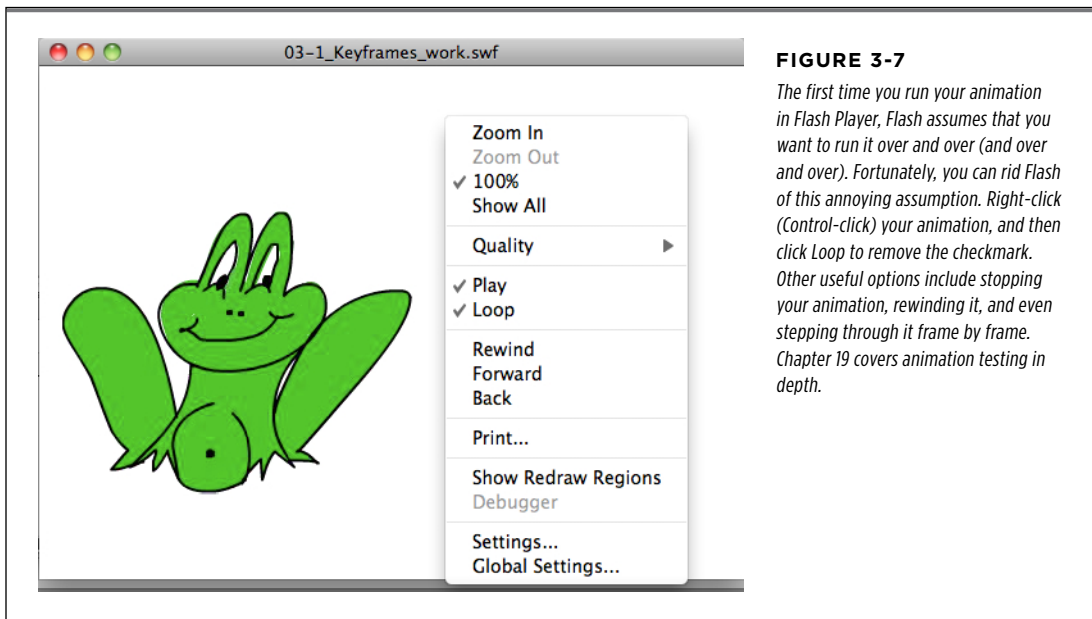 03-1_Keyframes_work.swf
Zoom In
Zoom Out
100%
Show All
Quality
Play
Loop
Rewind
Forward
Back
Print...
Show Redraw Regions
Debugger
Settings...
Global Settings...
FIGURE 3-7
The first time you run your animation
in Flash Player, Flash assumes that you
want to run it over and over (and over
and over). Fortunately, you can rid Flash
of this annoying assumption. Right-click
(Control-click) your animation, and then
click Loop to remove the checkmark.
Other useful options include stopping
your animation, rewinding it, and even
stepping through it frame by frame.
Chapter 19 covers animation testing in
depth.